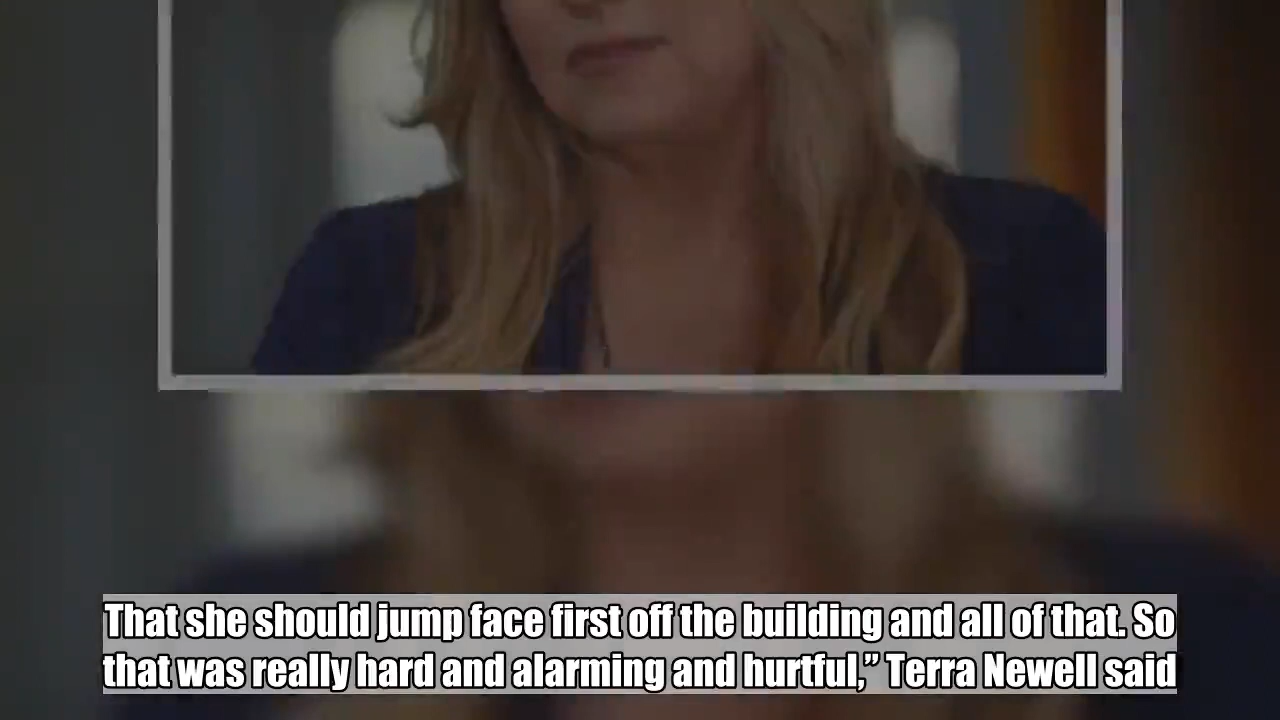 That she should jump face first off the building and all of that. So
that was really hard and alarming and hurtful,” Terra Newell said